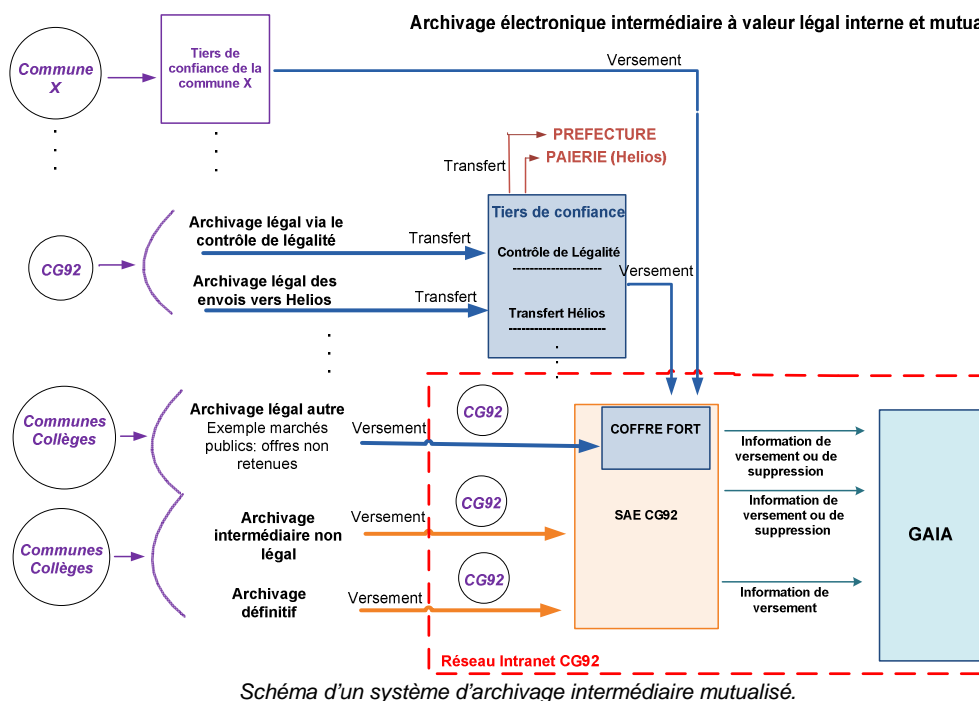 Archivage électronique intermédiaire à valeur légal interne et mutua
Commune
X
Tiers de
confiance de la
commune X
Versement
PREFECTURE
PAIERIE (Helios)
Transfert
Archivage légal via le
contrôle de légalité
Transfert
Tiers de confiance
Contrôle de Légalité
Versement
CG92
Archivage légal des
envois vers Helios
Transfert
Transfert Hélios
Communes
Collèges
Archivage légal autre
Exemple marchés
publics; offres non
retenues
Versement
CG92
COFFRE FORT
Information de
versement ou de
suppression
Communes
Collèges
Archivage
intermédiaire non
légal
Versement
CG92
SAE CG92
Information de
versement ou de
suppression
GAIA
Archivage
définitif
Versement
CG92
Information de
versement
Réseau Intranet CG92
Schéma d'un système d'archivage intermédiaire mutualisé.